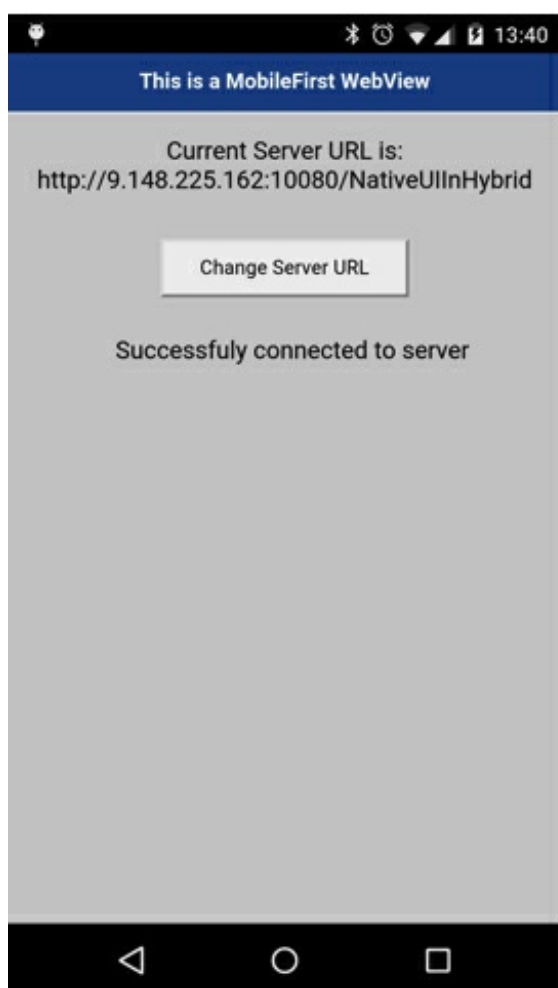 13:40
This is a MobileFirst WebView
Current Server URL is:
http://9.148.225.162:10080/NativeUIInHybrid
Change Server URL
Successfuly connected to server